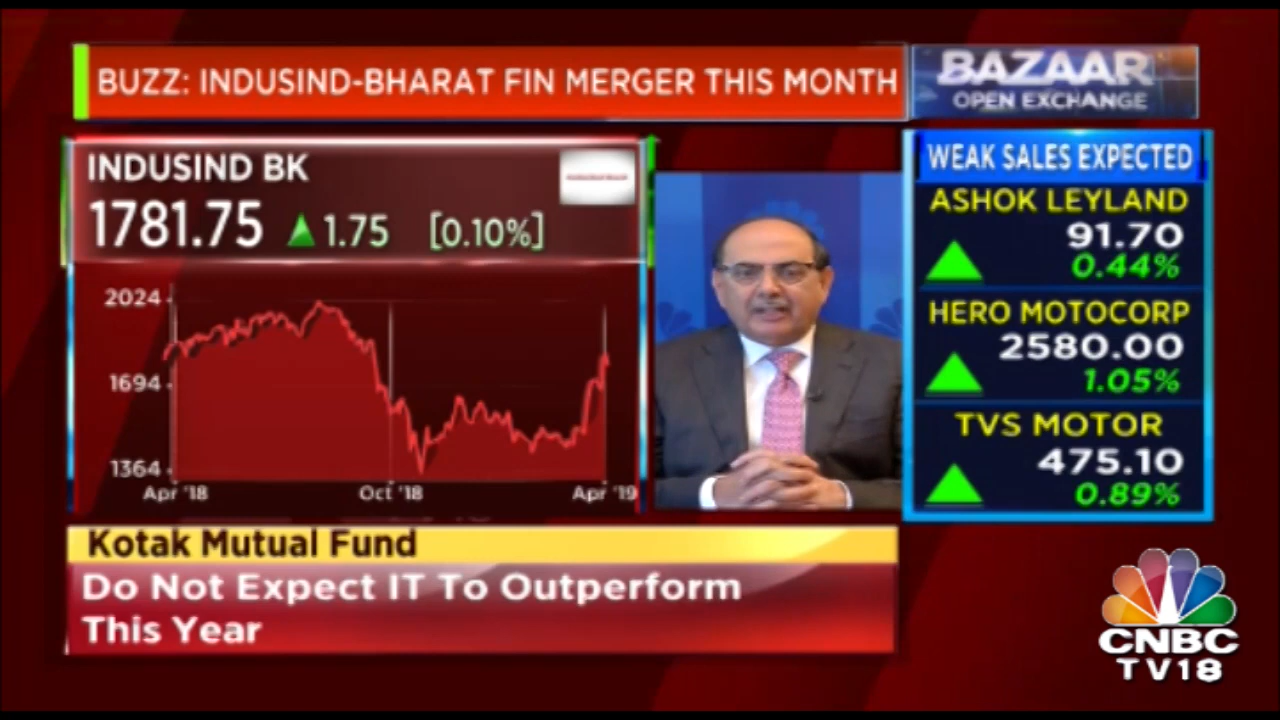 BUZZ: INDUSIND-BHARAT FIN MERGER THIS MONTH
BAZAAR
OPEN EXCHANGE
INDUSIND BK
1781.75 ▲ 1.75 [0.10%]
2024
1694
1364
Apr '18 Oct '18 Apr '19
WEAK SALES EXPECTED
ASHOK LEYLAND
91.70
0.44%
HERO MOTOCORP
2580.00
1.05%
TVS MOTOR
475.10
0.89%
Kotak Mutual Fund
Do Not Expect IT To Outperform
This Year
CNBC
TV18